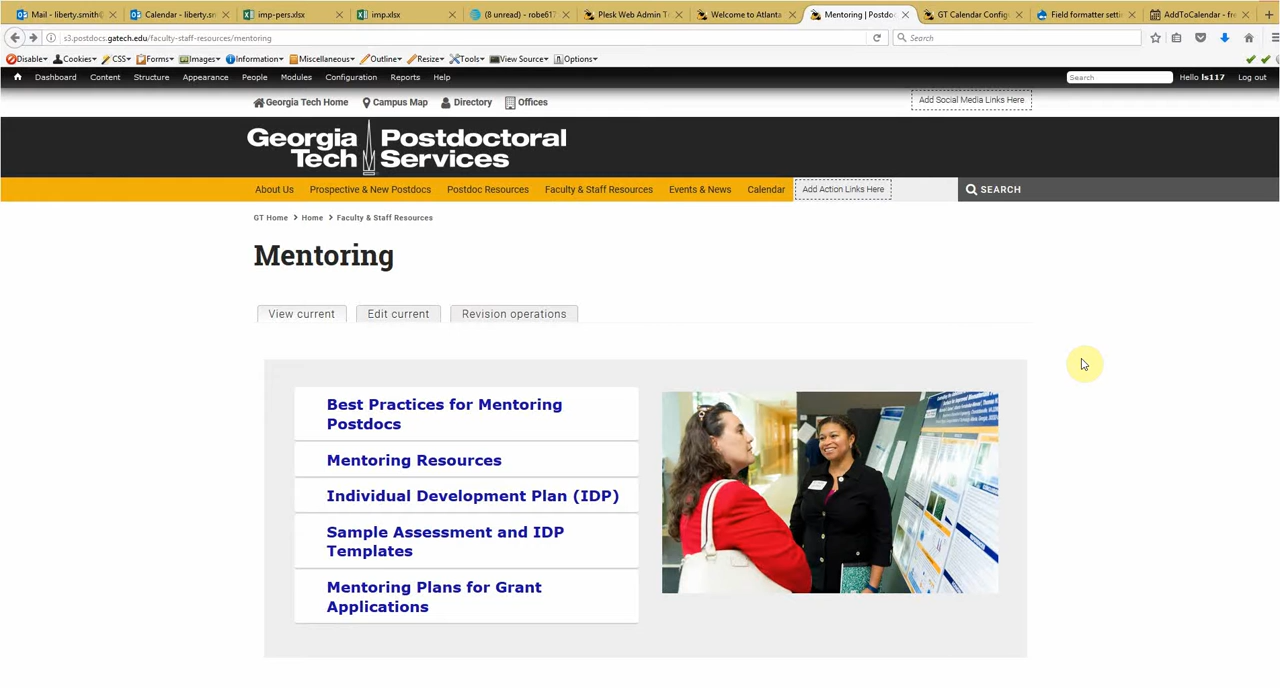 Mail - liberty.smith@g
Calendar - liberty.sn
imp-pers.xlsx
imp.xlsx
(8 unread) - robe617
Plesk Web Admin T
Welcome to Atlanta
Mentoring | Postdo
GT Calendar Config
Field formatter setti
AddToCalendar - fre
s3.postdocs.gatech.edu/faculty-staff-resources/mentoring
Search
Disable Cookies CSS Forms Images Information Miscellaneous Outline Resize Tools View Source Options
Dashboard Content Structure Appearance People Modules Configuration Reports Help Search Hello ls117 Log out
Georgia Tech Home Campus Map Directory Offices Add Social Media Links Here
Georgia Tech
Postdoctoral Services
About Us Prospective & New Postdocs Postdoc Resources Faculty & Staff Resources Events & News Calendar Add Action Links Here SEARCH
GT Home Home Faculty & Staff Resources
Mentoring
View current Edit current Revision operations
Best Practices for Mentoring
Postdocs
Mentoring Resources
Individual Development Plan (IDP)
Sample Assessment and IDP
Templates
Mentoring Plans for Grant
Applications